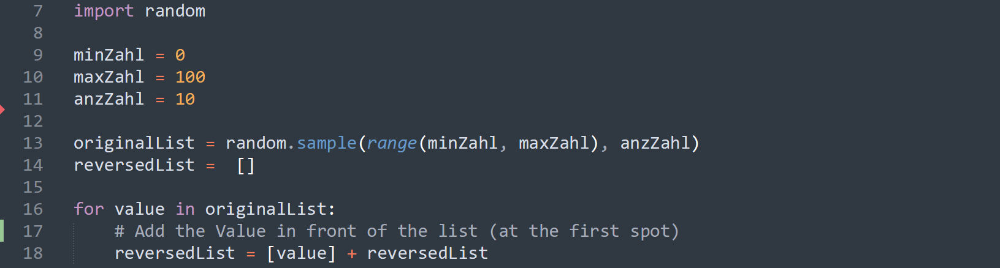 7 import random
8
9 minZahl = 0
10 maxZahl = 100
11 anzZahl = 10
12
13 originalList = random.sample(range(minZahl, maxZahl), anzZahl)
14 reversedList =  []
15
16 for value in originalList:
17     # Add the Value in front of the list (at the first spot)
18     reversedList = [value] + reversedList